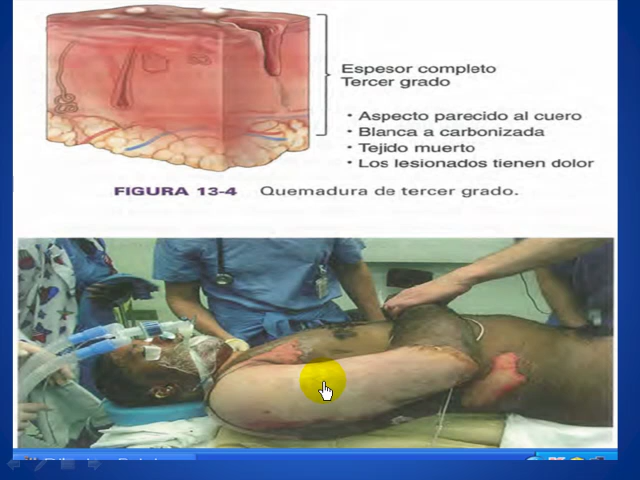 Espesor completo
Tercer grado
• Aspecto parecido al cuero
• Blanca a carbonizada
• Tejido muerto
• Los lesionados tienen dolor
FIGURA 13-4 Quemadura de tercer grado.